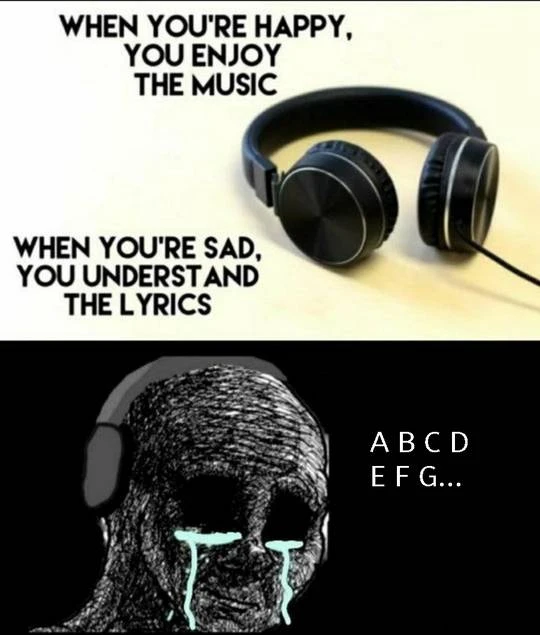 WHEN YOU'RE HAPPY,
YOU ENJOY
THE MUSIC
WHEN YOU'RE SAD,
YOU UNDERSTAND
THE LYRICS
A B C D
E F G...